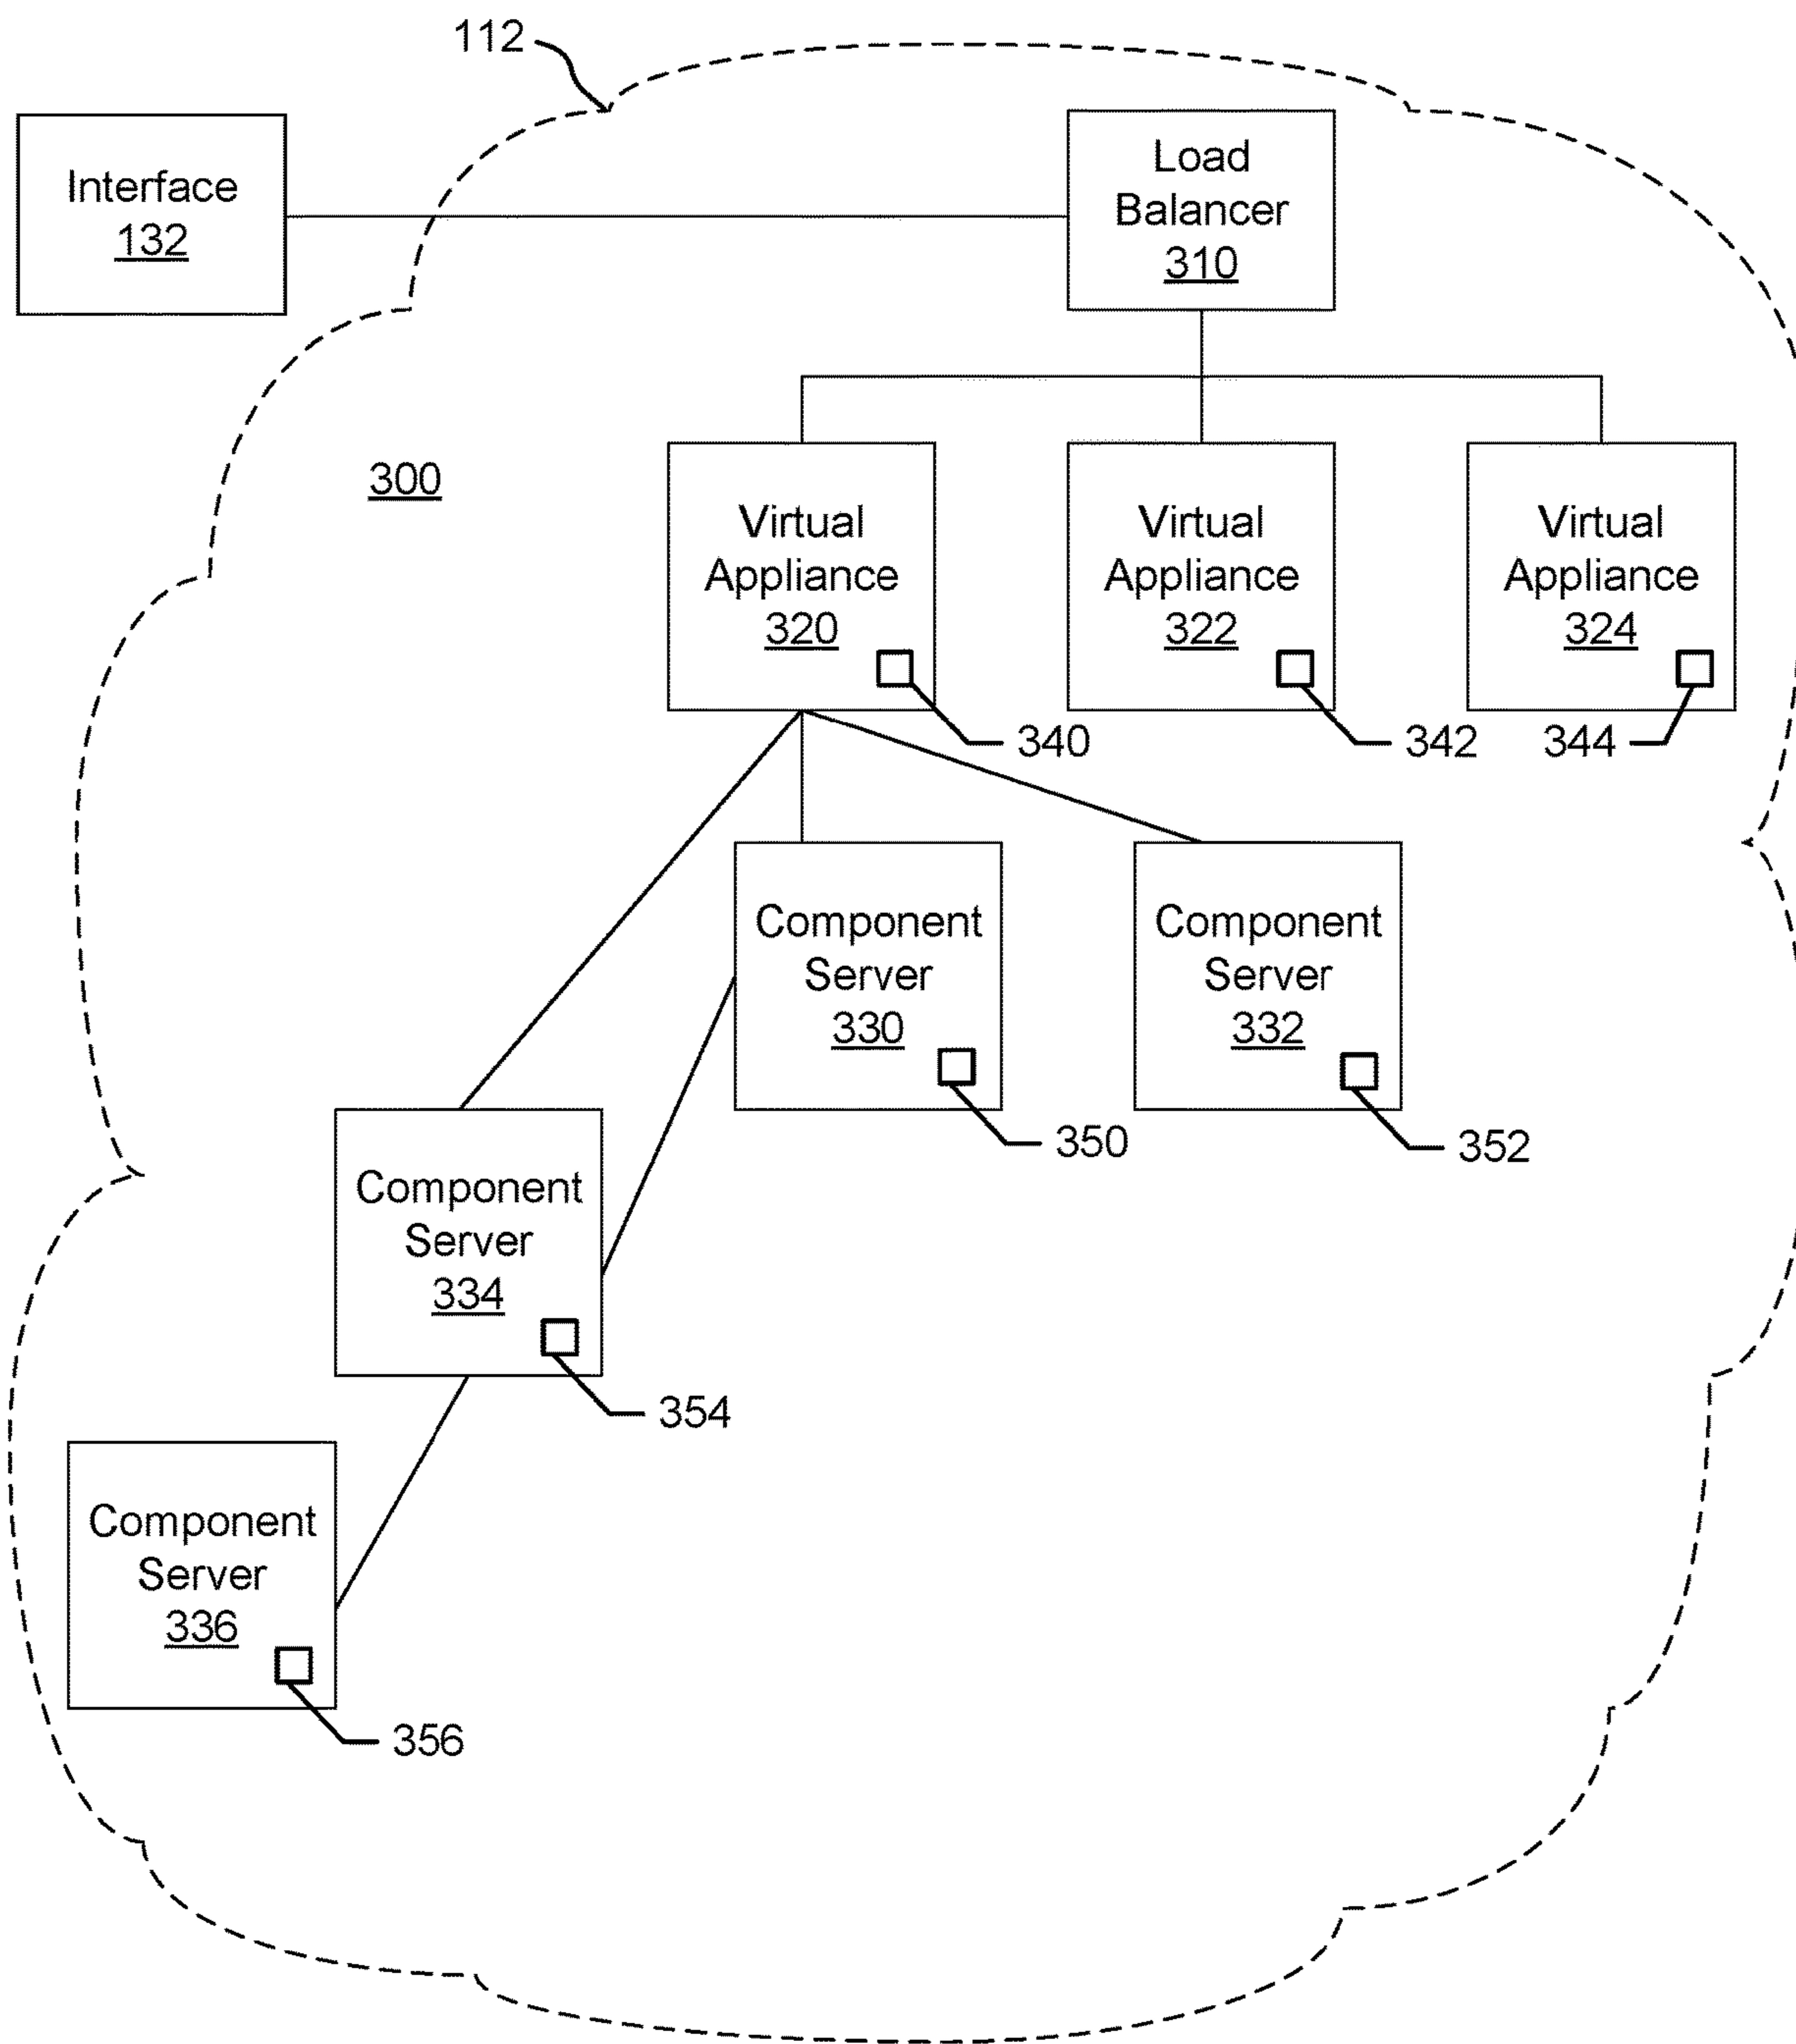 112
Interface
132
Load
Balancer
310
300
Virtual
Appliance
320
Virtual
Appliance
322
Virtual
Appliance
324
340
342
344
Component
Server
330
Component
Server
332
350
352
Component
Server
334
354
Component
Server
336
356